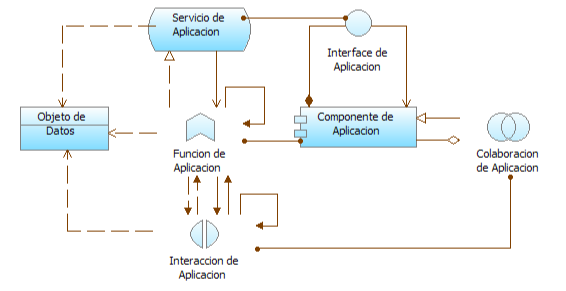 Servicio de
Aplicacion
Interface de
Aplicacion
Objeto de
Datos
Componente de
Aplicacion
Funcion de
Aplicacion
Colaboracion
de Aplicacion
Interaccion de
Aplicacion